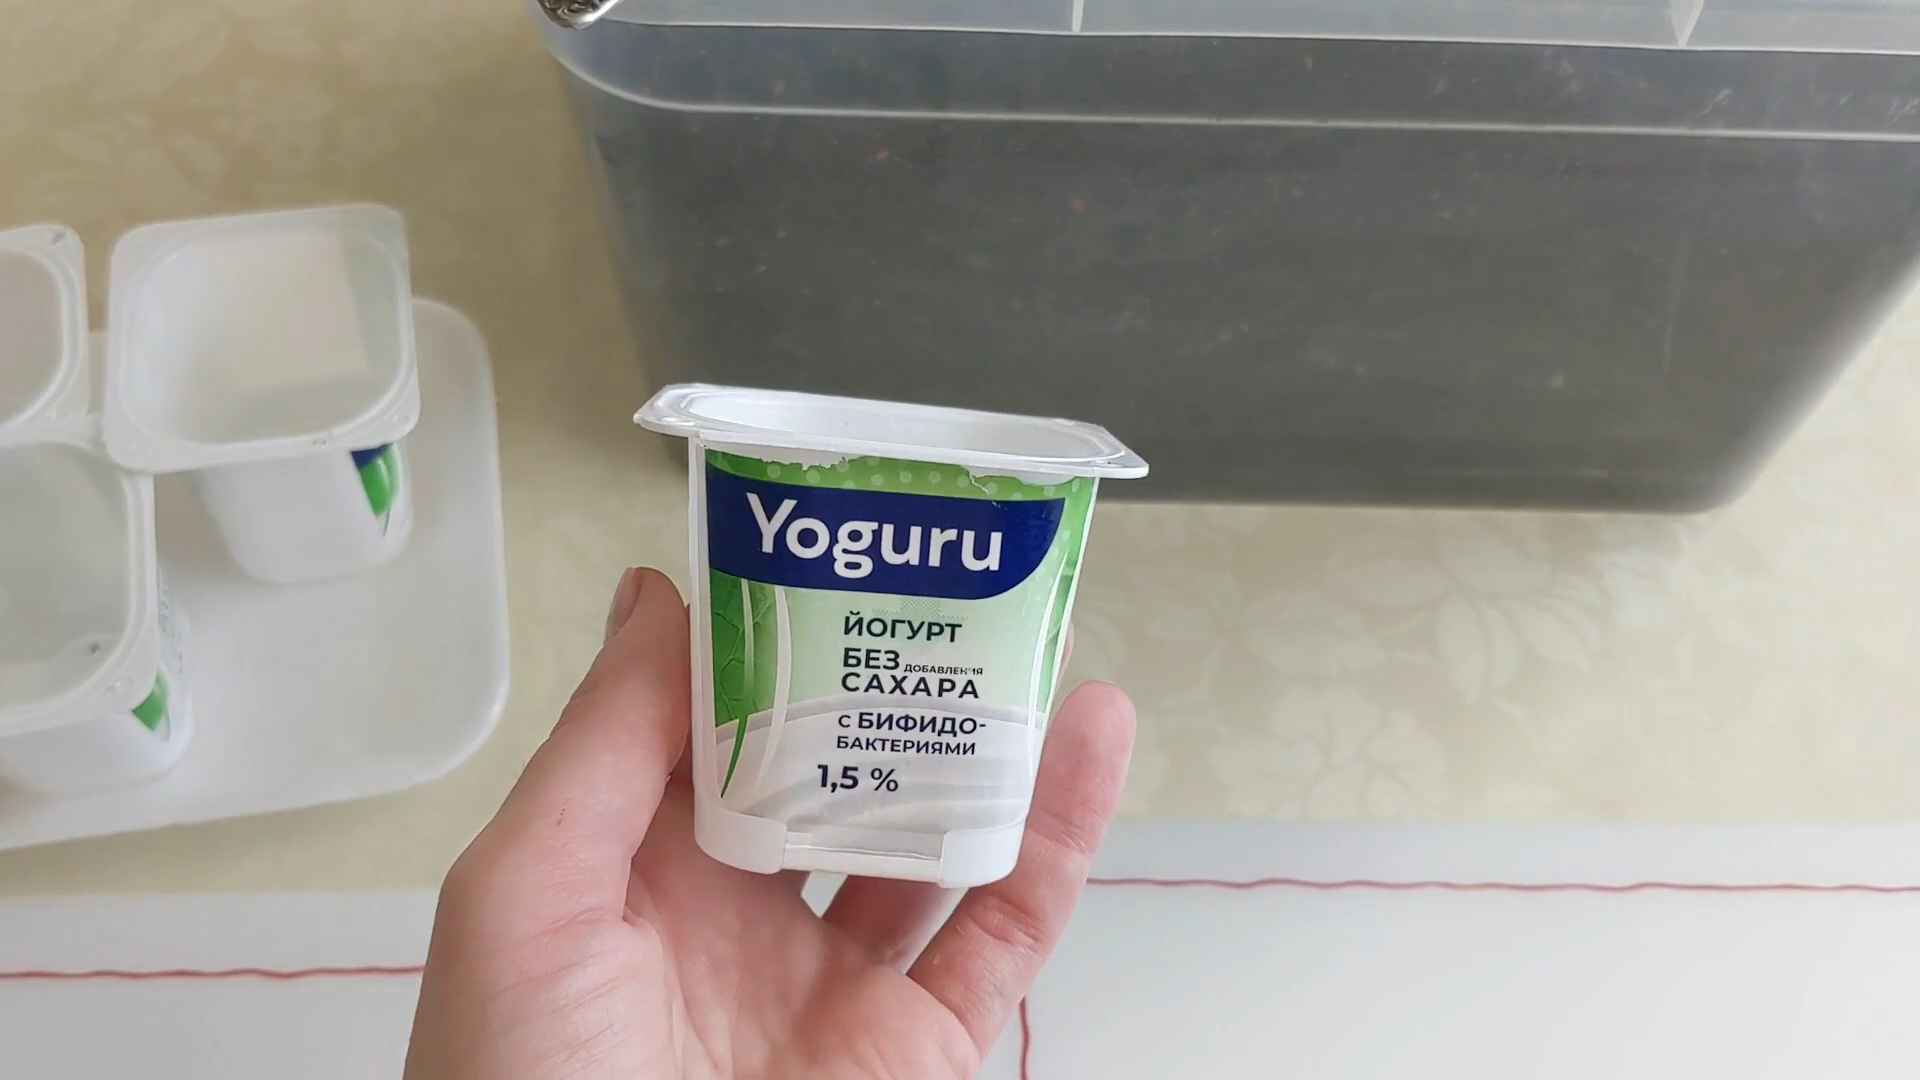 Yoguru
ЙОГУРТ
БЕЗ ДОБАВЛЕНИЯ
САХАРА
С БИФИДО-
БАКТЕРИЯМИ
1,5 %